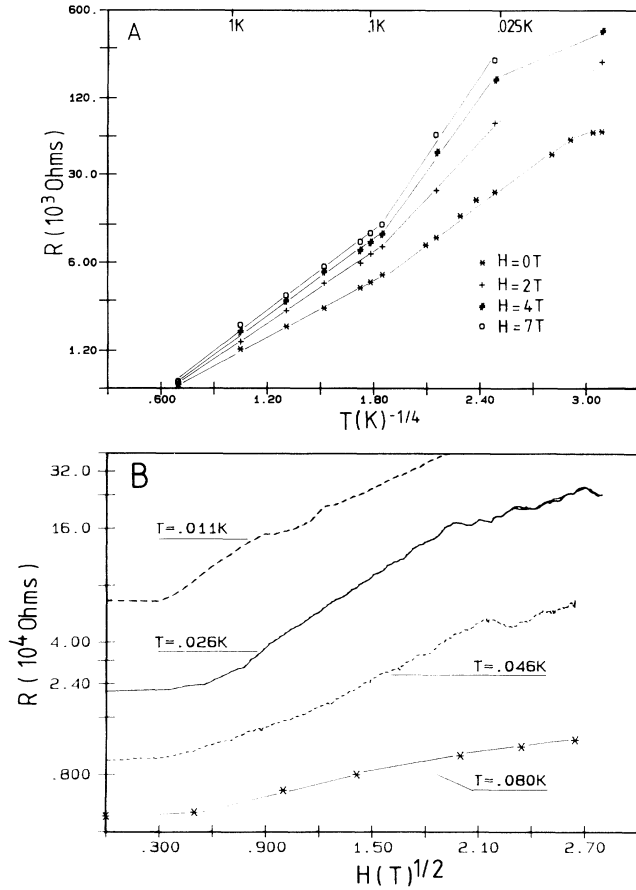 600.
1K
.1K
.025K
A
120.
R (10³ Ohms)
30.0
6.00
1.20
* H=0T
+ H=2T
H=4T
o H=7T
.600
1.20
1.80
2.40
3.00
T(K)-1/4
B
32.0
T=.011K
16.0
R (10⁴ Ohms)
4.00
T=.026K
T=.046K
2.40
.800
T=.080K
.300
.900
1.50
2.10
2.70
H(T)1/2